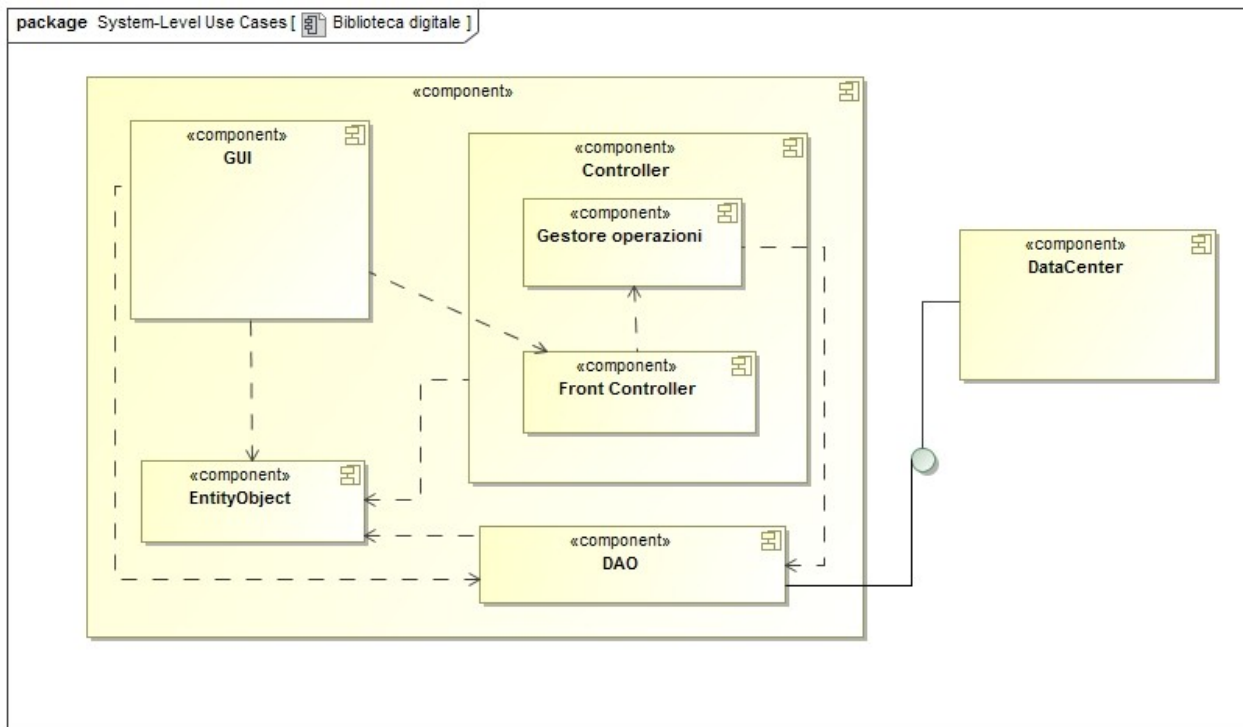 package System-Level Use Cases [ Biblioteca digitale ]
«component»
«component»
GUI
«component»
Controller
«component»
Gestore operazioni
«component»
DataCenter
«component»
Front Controller
«component»
EntityObject
«component»
DAO